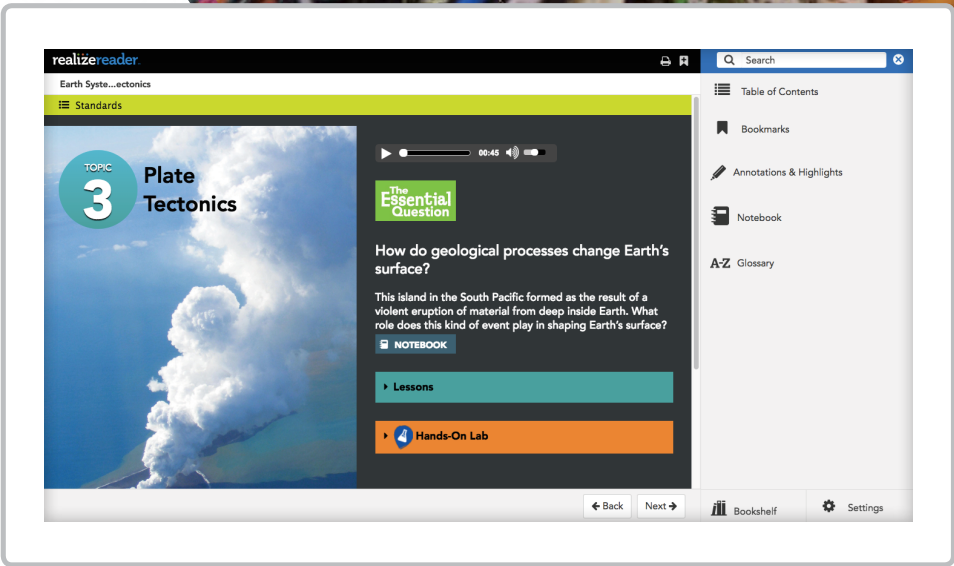 realizereader.
Search
Earth Syste...ectonics
Standards
TOPIC
3
Plate
Tectonics
00:45
The
Essential
Question
How do geological processes change Earth's
surface?
This island in the South Pacific formed as the result of a
violent eruption of material from deep inside Earth. What
role does this kind of event play in shaping Earth's surface?
NOTEBOOK
Lessons
Hands-On Lab
Back
Next
Table of Contents
Bookmarks
Annotations & Highlights
Notebook
A-Z Glossary
Bookshelf
Settings